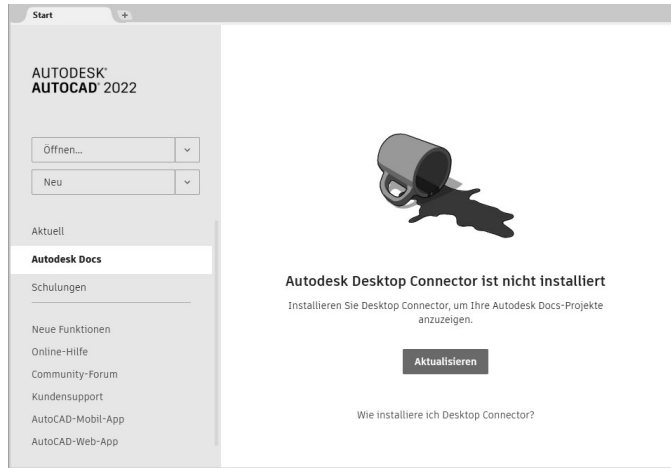 Start
+
AUTODESK®
AUTOCAD® 2022
Öffnen...
Neu
Aktuell
Autodesk Docs
Schulungen
Neue Funktionen
Online-Hilfe
Community-Forum
Kundensupport
AutoCAD-Mobil-App
AutoCAD-Web-App
Autodesk Desktop Connector ist nicht installiert
Installieren Sie Desktop Connector, um Ihre Autodesk Docs-Projekte
anzuzeigen.
Aktualisieren
Wie installiere ich Desktop Connector?